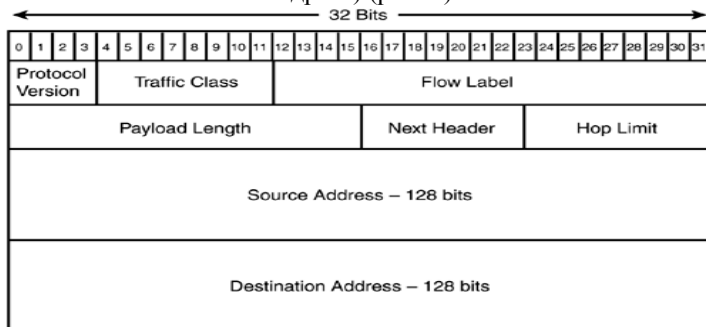 32 Bits
0 1 2 3 4 5 6 7 8 9 10 11 12 13 14 15 16 17 18 19 20 21 22 23 24 25 26 27 28 29 30 31
Protocol
Version
Traffic Class
Flow Label
Payload Length
Next Header
Hop Limit
Source Address – 128 bits
Destination Address – 128 bits